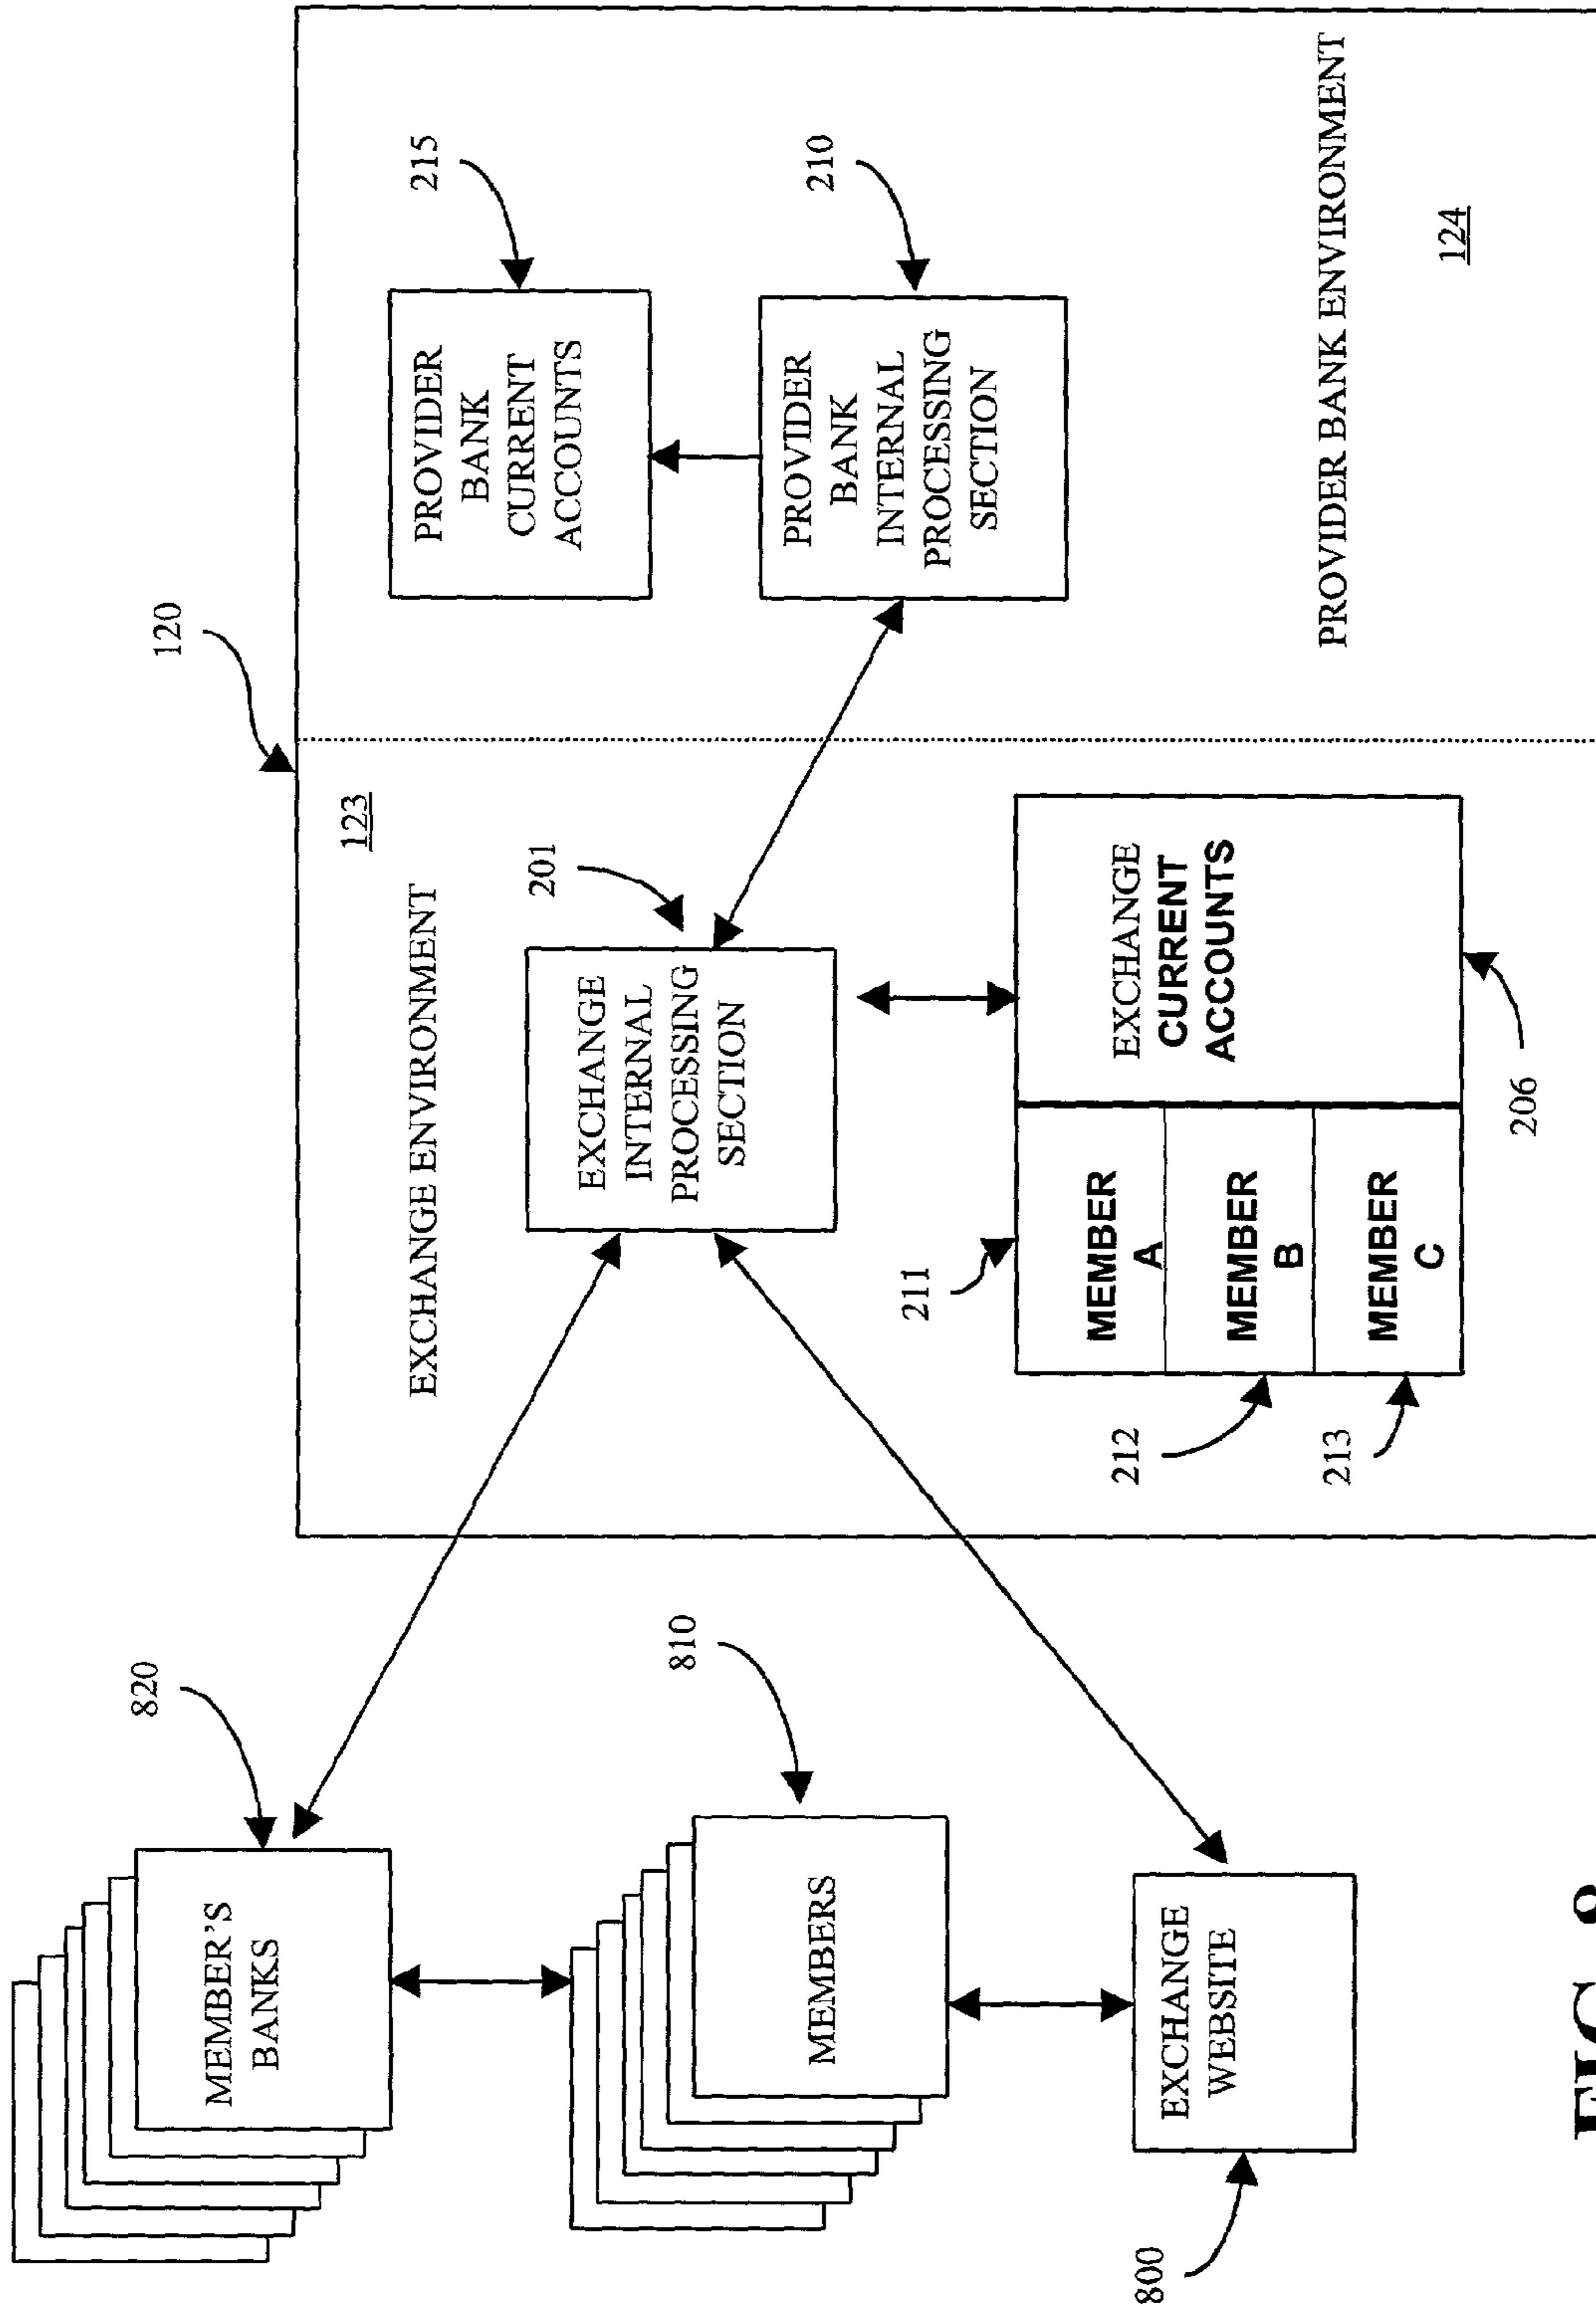 820
120
MEMBER'S
BANKS
123
EXCHANGE ENVIRONMENT
215
PROVIDER
BANK
CURRENT
ACCOUNTS
201
EXCHANGE
INTERNAL
PROCESSING
SECTION
810
MEMBERS
210
PROVIDER
BANK
INTERNAL
PROCESSING
SECTION
211
MEMBER
A
212
MEMBER
B
213
MEMBER
C
EXCHANGE
CURRENT
ACCOUNTS
206
800
EXCHANGE
WEBSITE
PROVIDER BANK ENVIRONMENT
124
FIG. 8